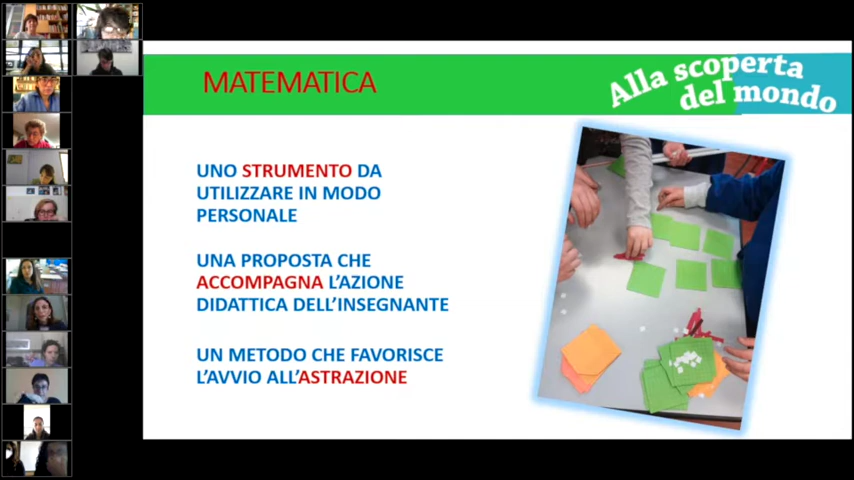 MATEMATICA
Alla scoperta
del mondo
UNO STRUMENTO DA
UTILIZZARE IN MODO
PERSONALE
UNA PROPOSTA CHE
ACCOMPAGNA L'AZIONE
DIDATTICA DELL'INSEGNANTE
UN METODO CHE FAVORISCE
L'AVVIO ALL'ASTRAZIONE